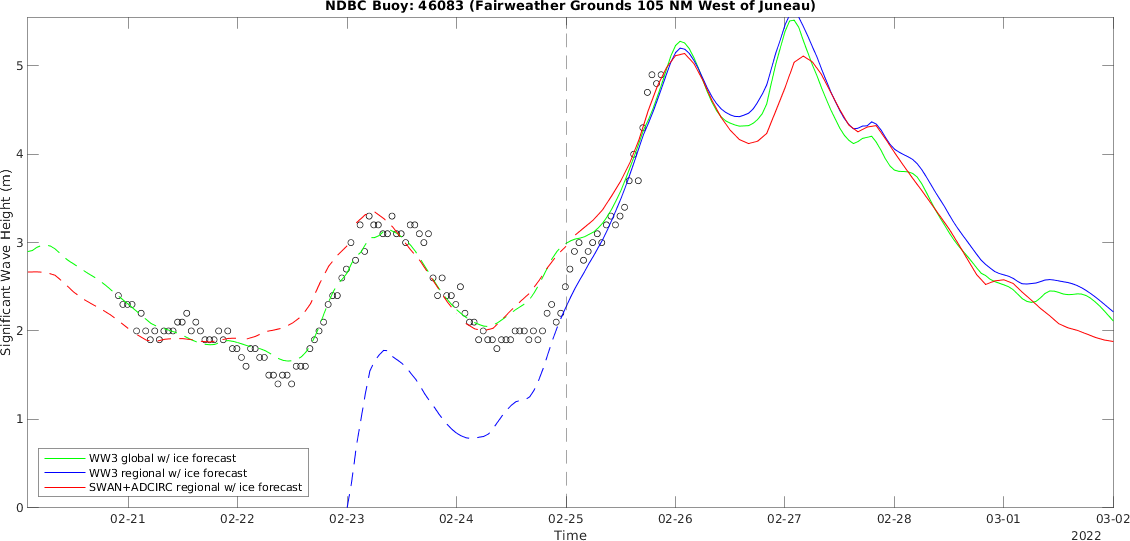 NDBC Buoy: 46083 (Fairweather Grounds 105 NM West of Juneau)
Significant Wave Height (m)
5
4
3
2
1
0
WW3 global w/ ice forecast
WW3 regional w/ ice forecast
SWAN+ADCIRC regional w/ ice forecast
02-21 02-22 02-23 02-24 02-25 02-26 02-27 02-28 03-01 03-02
Time
2022